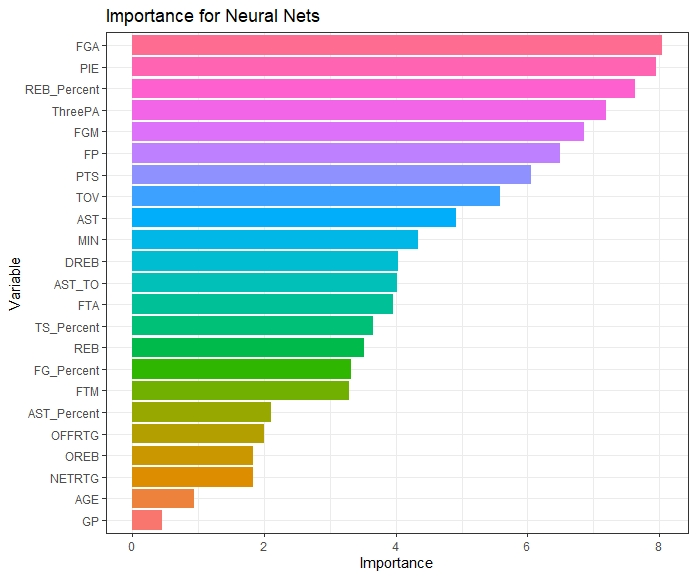 Importance for Neural Nets
FGA
PIE
REB_Percent
ThreePA
FGM
FP
PTS
TOV
AST
MIN
DREB
AST_TO
FTA
TS_Percent
REB
FG_Percent
FTM
AST_Percent
OFFRTG
OREB
NETRTG
AGE
GP
Variable
0 2 4 6 8
Importance